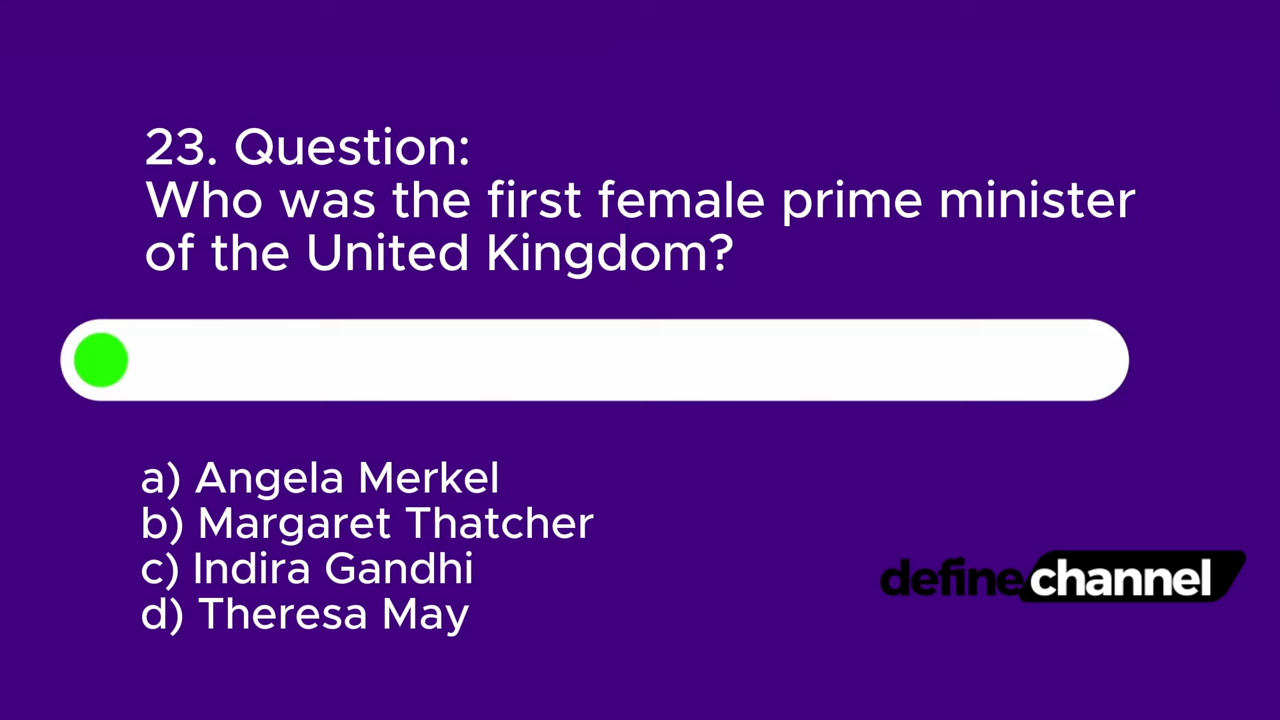 23. Question:
Who was the first female prime minister
of the United Kingdom?
a) Angela Merkel
b) Margaret Thatcher
c) Indira Gandhi
d) Theresa May
definechannel